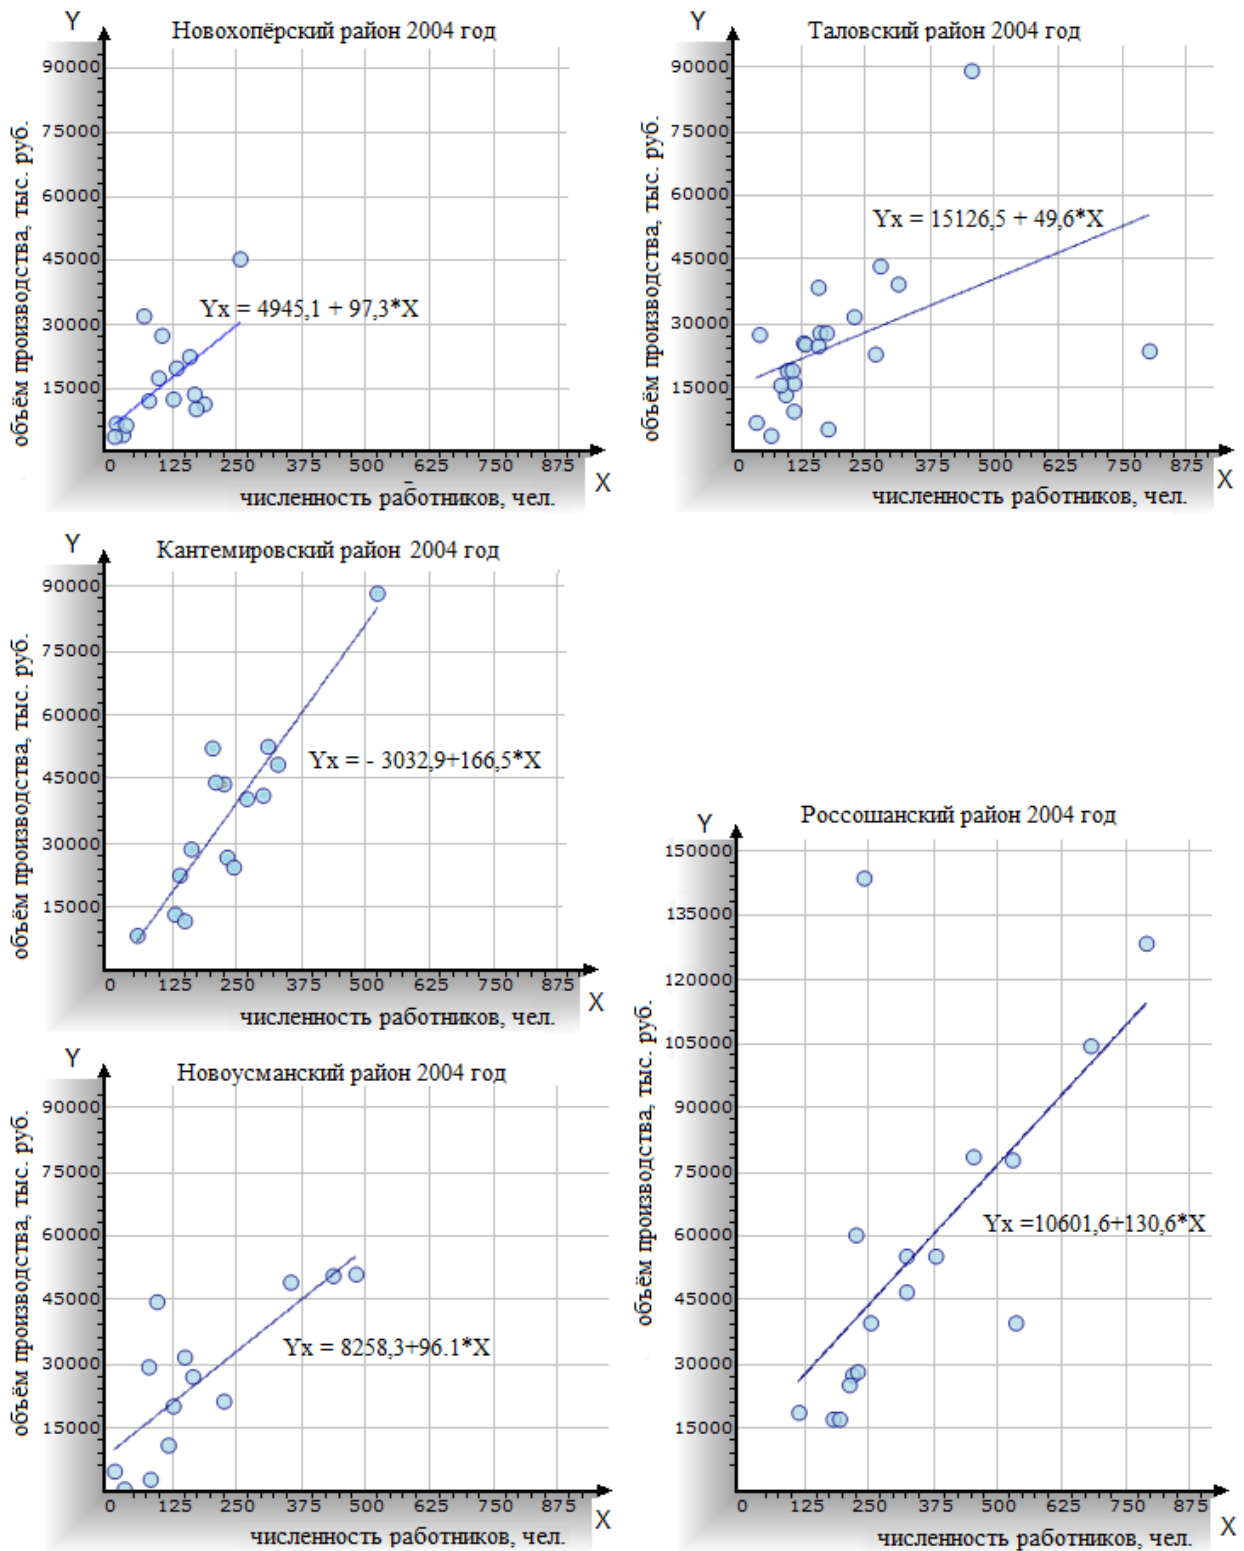 Y
Новохопёрский район 2004 год
90000
75000
60000
45000
30000
15000
объём производства, тыс. руб.
Yx = 4945,1 + 97,3*X
0 125 250 375 500 625 750 875
X
численность работников, чел.
Y
Таловский район 2004 год
90000
75000
60000
45000
30000
15000
объём производства, тыс. руб.
Yx = 15126,5 + 49,6*X
0 125 250 375 500 625 750 875
X
численность работников, чел.
Y
Кантемировский район 2004 год
90000
75000
60000
45000
30000
15000
объём производства, тыс. руб.
Yx = - 3032,9+166,5*X
0 125 250 375 500 625 750 875
X
численность работников, чел.
Y
Россошанский район 2004 год
150000
135000
120000
105000
90000
75000
60000
45000
30000
15000
объём производства, тыс. руб.
Yx =10601,6+130,6*X
0 125 250 375 500 625 750 875
X
численность работников, чел.
Y
Новоусманский район 2004 год
90000
75000
60000
45000
30000
15000
объём производства, тыс. руб.
Yx = 8258,3+96.1*X
0 125 250 375 500 625 750 875
X
численность работников, чел.